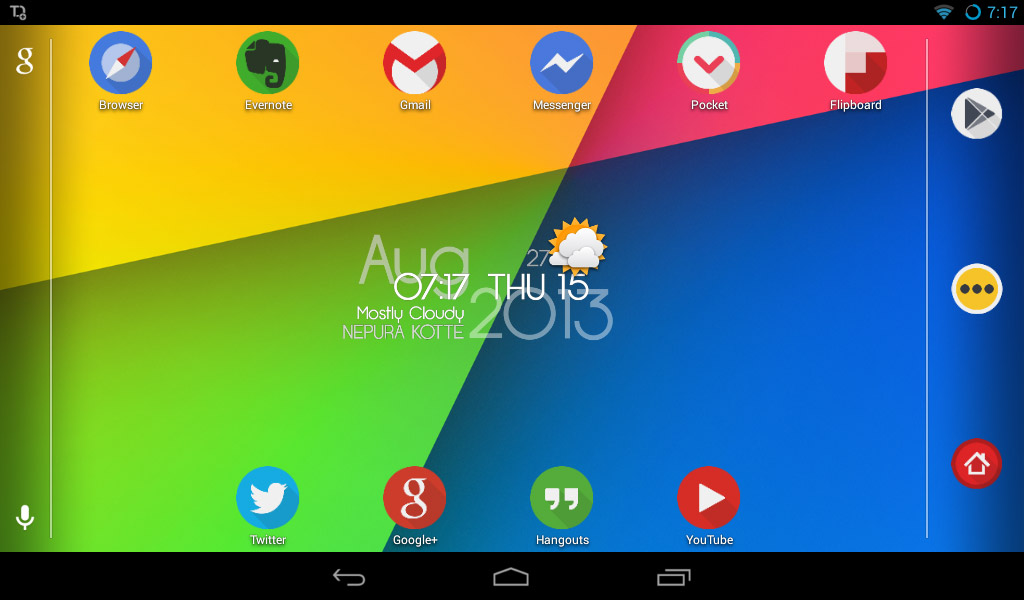 7:17
g
Browser
Evernote
Gmail
Messenger
Pocket
Flipboard
Aug
27
07:17 THU 15
Mostly Cloudy
2013
NEPURA KOTTE
g
Twitter
Google+
Hangouts
YouTube